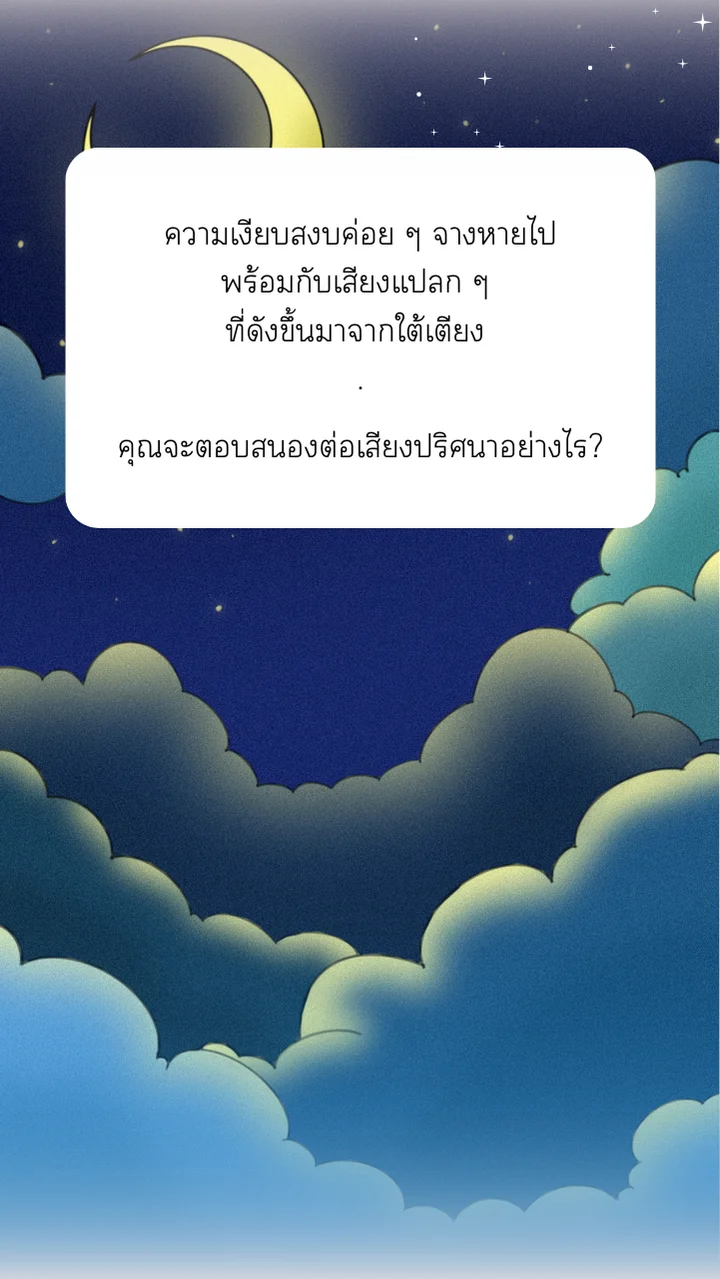 ความเงียบสงบค่อย ๆ จางหายไป
พร้อมกับเสียงแปลก ๆ
ที่ดังขึ้นมาจากใต้เตียง
.
คุณจะตอบสนองต่อเสียงปริศนาอย่างไร?